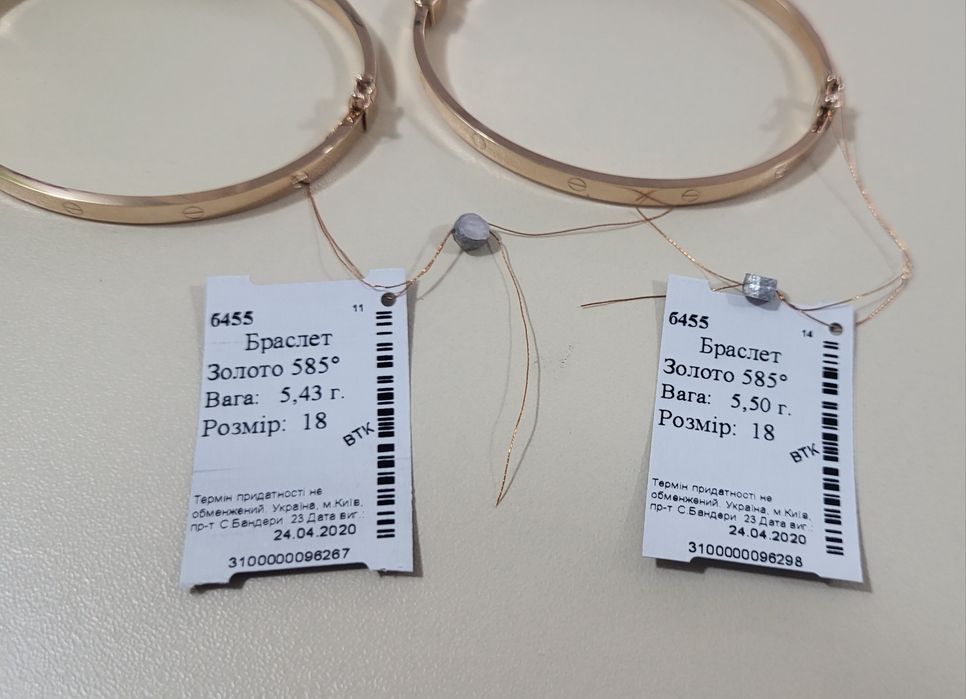 6455 11
Браслет
Золото 585°
Вага: 5,43 г.
Розмір: 18
ВТК
Термін придатності не
обмежений. Україна, м.Київ,
пр-т С.Бандери 23 Дата виг.:
24.04.2020
3100000096267
6455 14
Браслет
Золото 585°
Вага: 5,50 г.
Розмір: 18
ВТК
Термін придатності не
обмежений. Україна, м.Київ,
пр-т С.Бандери 23 Дата виг.:
24.04.2020
3100000096298